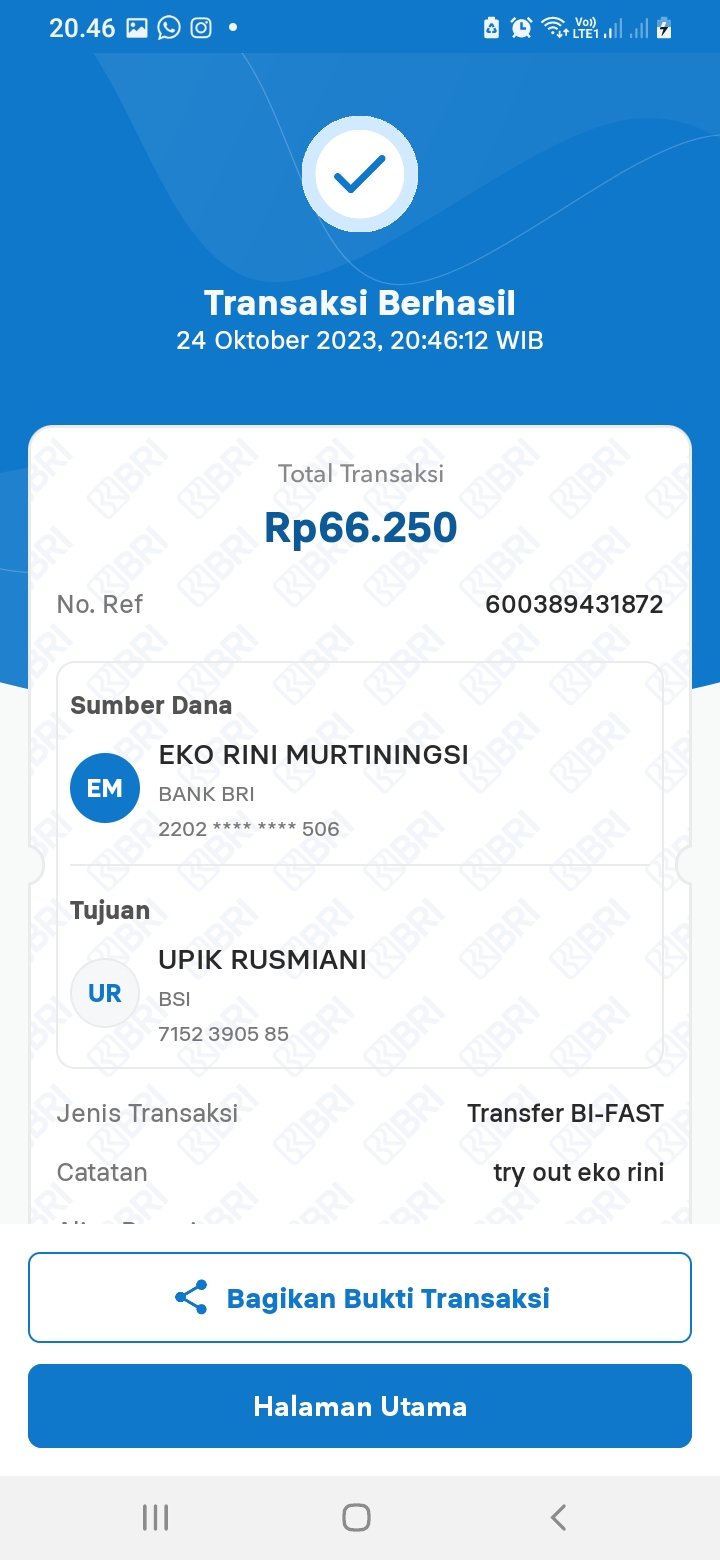 20.46
Vo))
LTE1
Transaksi Berhasil
24 Oktober 2023, 20:46:12 WIB
Total Transaksi
Rp66.250
No. Ref 600389431872
Sumber Dana
EM
EKO RINI MURTININGSI
BANK BRI
2202 **** **** 506
Tujuan
UR
UPIK RUSMIANI
BSI
7152 3905 85
Jenis Transaksi Transfer BI-FAST
Catatan try out eko rini
Bagikan Bukti Transaksi
Halaman Utama